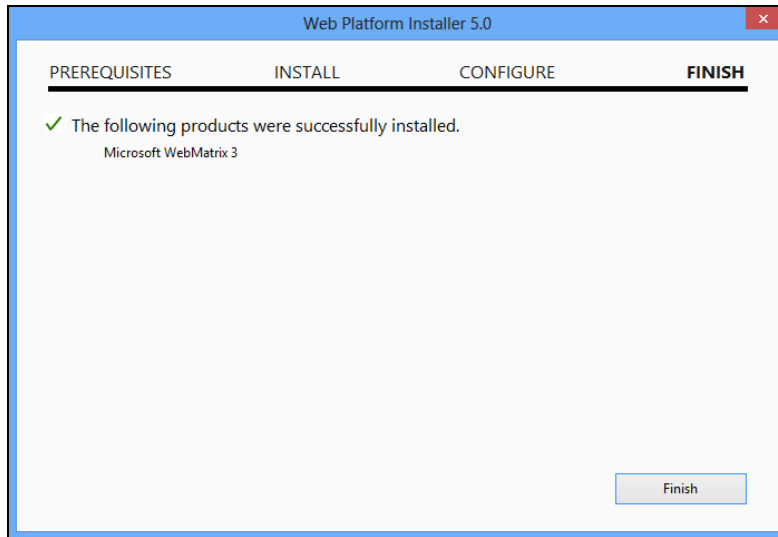 Web Platform Installer 5.0
PREREQUISITES INSTALL CONFIGURE FINISH
The following products were successfully installed.
Microsoft WebMatrix 3
Finish